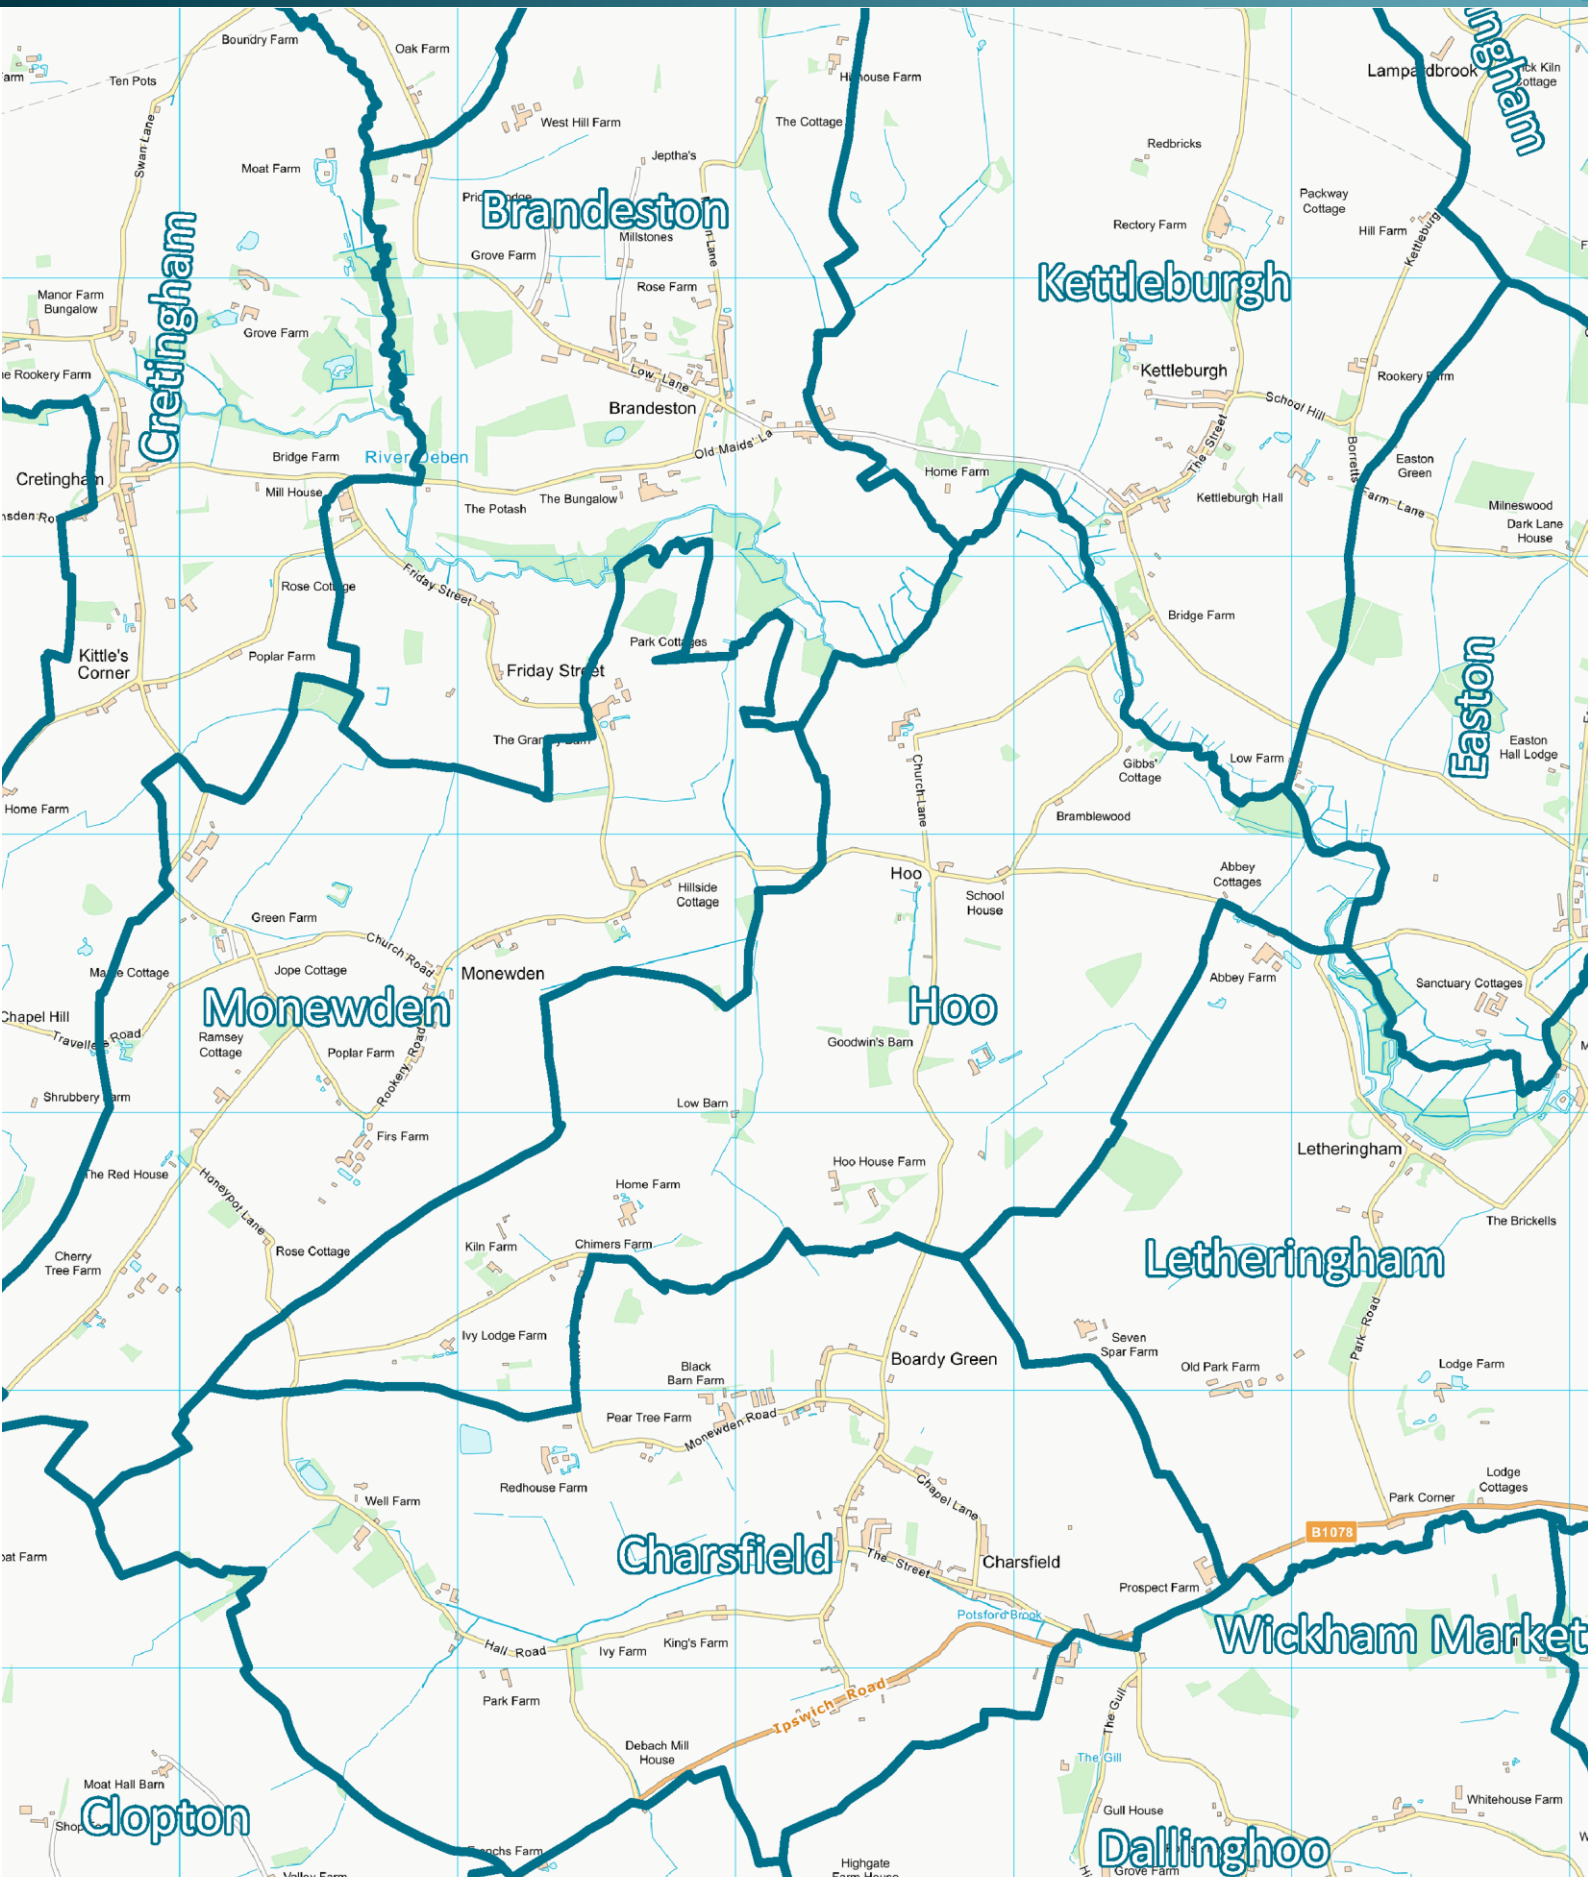 Boundry Farm
Oak Farm
Ten Pots
Swan Lane
West Hill Farm
The Cottage
Lampardbrook
Cottage
Moat Farm
Jeptha's
Redbricks
Brandeston
Millstones
Packway
Cottage
Rectory Farm
Hill Farm
Grove Farm
Rose Farm
Cretingham
Kettleburgh
Manor Farm
Bungalow
Grove Farm
Rookery Farm
Kettleburgh
Low Lane
Brandeston
School Hill
Old Maids' La
The Street
Borretts
Farm Lane
Bridge Farm
River Deben
Home Farm
Easton
Green
Cretingham
Mill House
The Potash
The Bungalow
Kettleburgh Hall
Milneswood
Dark Lane
House
Rose Cottage
Friday Street
Bridge Farm
Park Cottages
Kittle's
Corner
Poplar Farm
Friday Street
Easton
Easton
Hall Lodge
Gibbs'
Cottage
Low Farm
Home Farm
Church Lane
Bramblewood
Hoo
School
House
Abbey
Cottages
Hillside
Cottage
Green Farm
Church Road
Monewden
Jope Cottage
Abbey Farm
Sanctuary Cottages
Monewden
Hoo
Chapel Hill
Travellers Road
Ramsey
Cottage
Poplar Farm
Rookery Road
Goodwin's Barn
Low Barn
Firs Farm
Letheringham
The Red House
Honeypot Lane
Hoo House Farm
Home Farm
The Brickells
Cherry
Tree Farm
Rose Cottage
Kiln Farm
Chimers Farm
Letheringham
Park Road
Ivy Lodge Farm
Seven
Spar Farm
Black
Barn Farm
Boardy Green
Old Park Farm
Lodge Farm
Pear Tree Farm
Monewden Road
Redhouse Farm
Chapel Lane
Well Farm
Lodge
Cottages
Park Corner
B1078
Charsfield
The Street
Charsfield
Prospect Farm
Potsford Brook
Wickham Market
Hall Road
Ivy Farm
King's Farm
Park Farm
Ipswich Road
The Gull
Debach Mill
House
The Gill
Moat Hall Barn
Whitehouse Farm
Clopton
Gull House
Dallinghoo
Grove Farm
Highgate
Farm House
Valley Farm